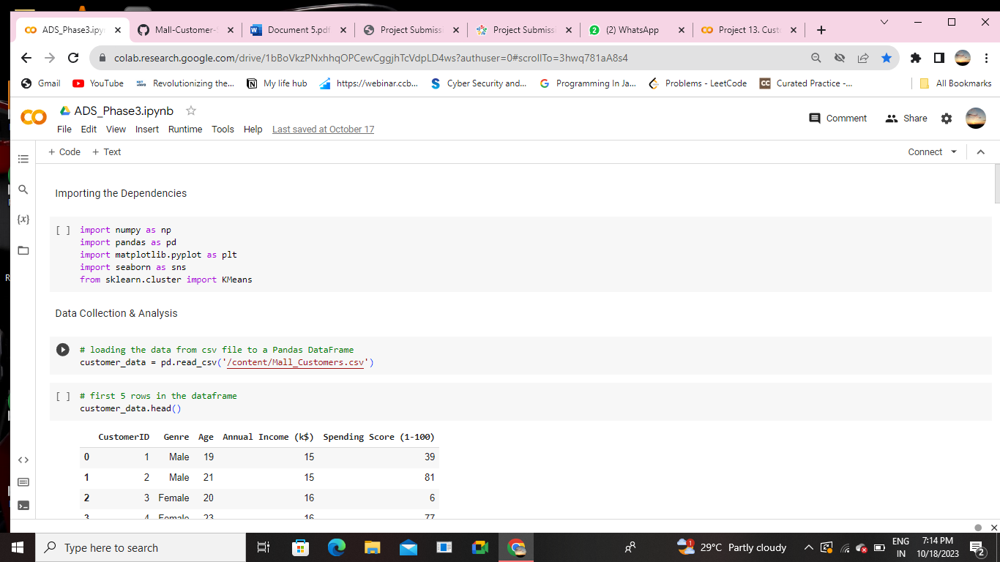 ADS_Phase3.ipy
Mall-Customer-
Document 5.pdf
Project Submiss
Project Submiss
(2) WhatsApp
Project 13. Cust
colab.research.google.com/drive/1bBoVkzPNxhhqOPCewCggjhTcVdpLD4ws?authuser=0#scrollTo=3hwq781aA8s4
Gmail
YouTube
Revolutionizing the...
My life hub
https://webinar.ccb...
Cyber Security and...
Programming In Ja...
Problems - LeetCode
CC
Curated Practice -...
All Bookmarks
ADS_Phase3.ipynb
Comment
Share
File Edit View Insert Runtime Tools Help Last saved at October 17
+ Code + Text
Connect
Importing the Dependencies
[ ] import numpy as np
import pandas as pd
import matplotlib.pyplot as plt
import seaborn as sns
from sklearn.cluster import KMeans
Data Collection & Analysis
# loading the data from csv file to a Pandas DataFrame
customer_data = pd.read_csv('/content/Mall_Customers.csv')
[ ] # first 5 rows in the dataframe
customer_data.head()
CustomerID Genre Age Annual Income (k$) Spending Score (1-100)
0 1 Male 19 15 39
1 2 Male 21 15 81
2 3 Female 20 16 6
3 4 Female 23 16 77
Type here to search
1
29°C Partly cloudy
ENG
IN
7:14 PM
10/18/2023
2